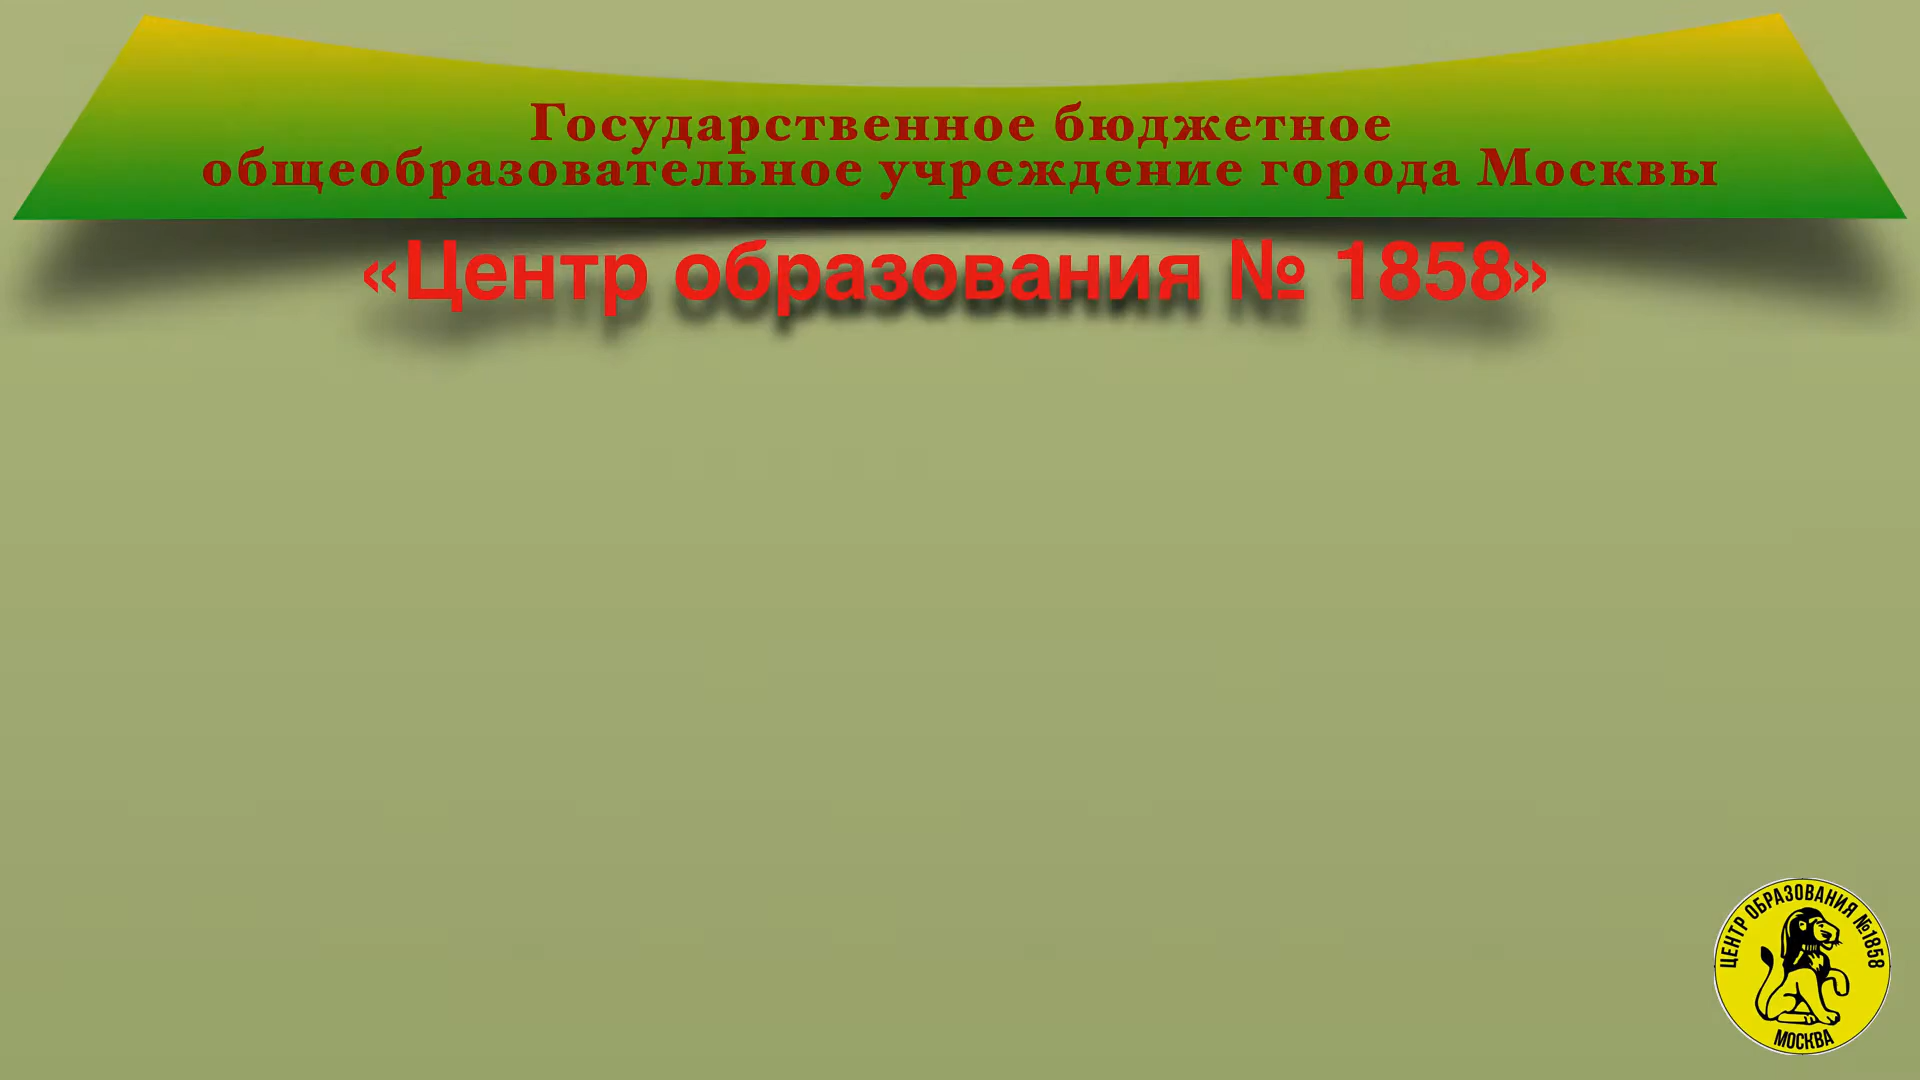 Государственное бюджетное
общеобразовательное учреждение города Москвы
«Центр образования № 1858»
ЦЕНТР ОБРАЗОВАНИЯ №1858
МОСКВА